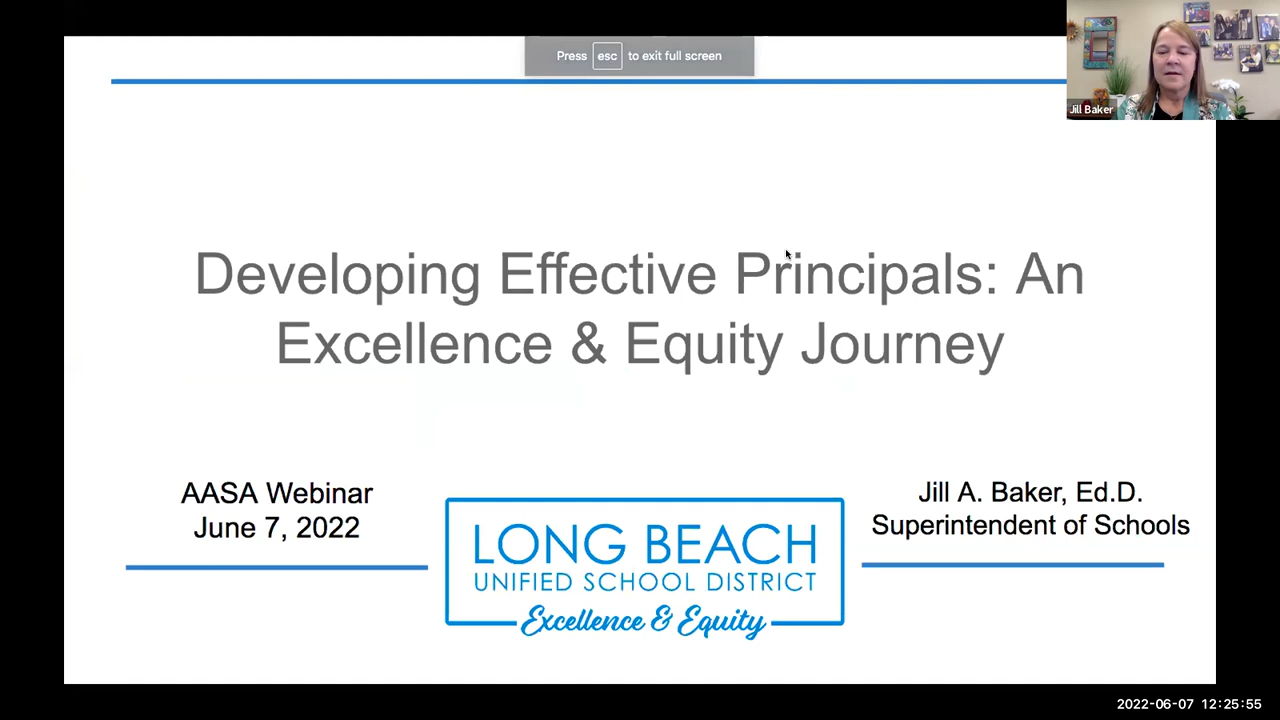 Press esc to exit full screen
Jill Baker
Developing Effective Principals: An
Excellence & Equity Journey
AASA Webinar
June 7, 2022
LONG BEACH
UNIFIED SCHOOL DISTRICT
Excellence & Equity
Jill A. Baker, Ed.D.
Superintendent of Schools
2022-06-07 12:25:55